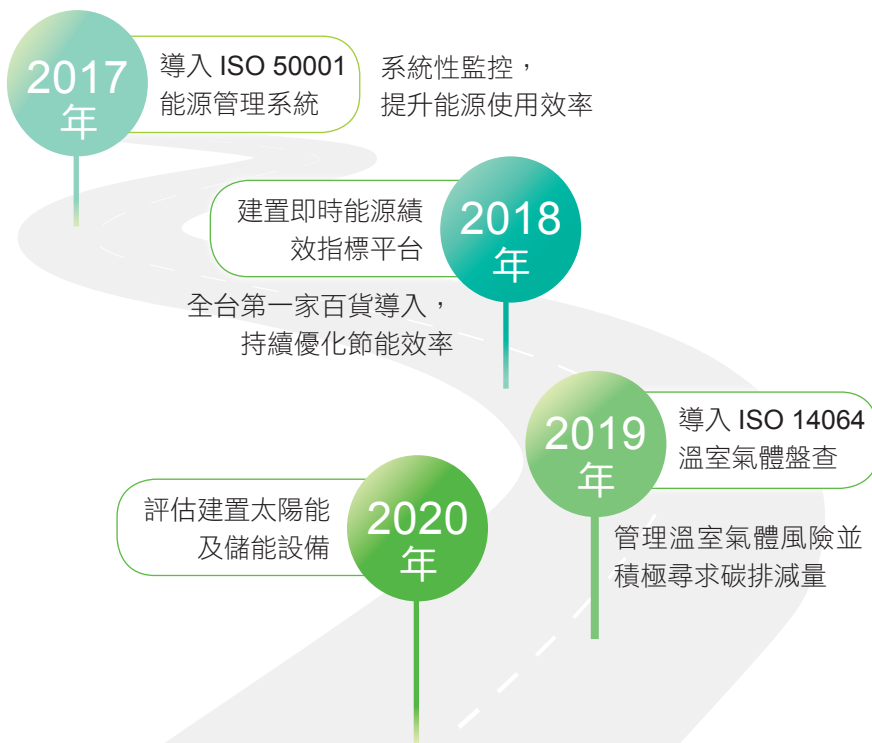 2017
年
導入 ISO 50001
能源管理系統
系統性監控，
提升能源使用效率
建置即時能源績
效指標平台
2018
年
全台第一家百貨導入，
持續優化節能效率
2019
年
導入 ISO 14064
溫室氣體盤查
管理溫室氣體風險並
積極尋求碳排減量
評估建置太陽能
及儲能設備
2020
年